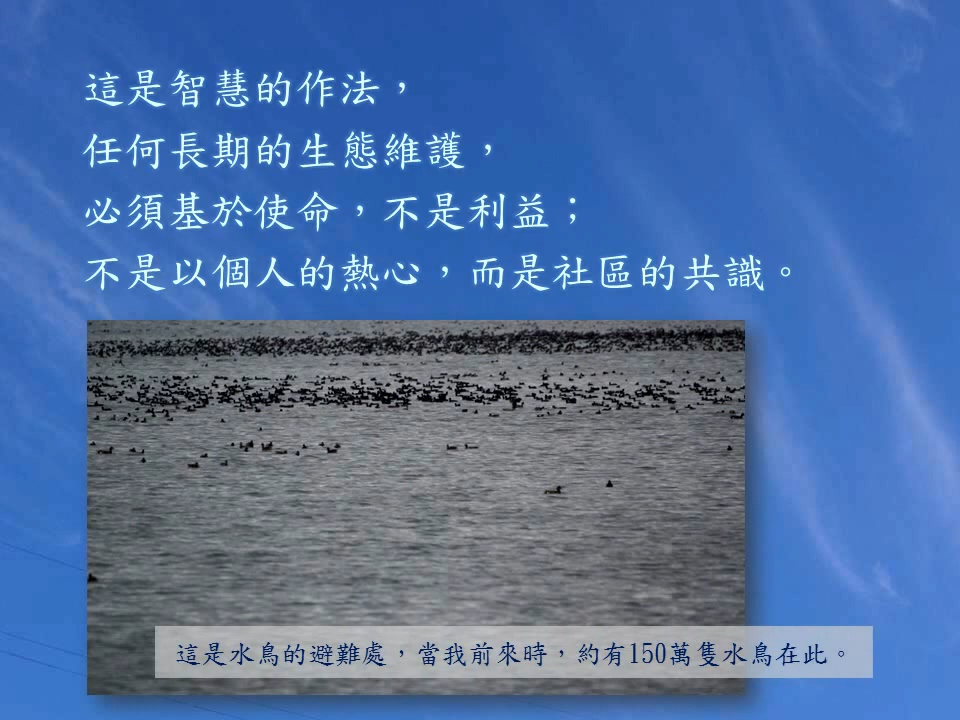 這是智慧的作法，
任何長期的生態維護，
必須基於使命，不是利益；
不是以個人的熱心，而是社區的共識。
這是水鳥的避難處，當我前來時，約有150萬隻水鳥在此。